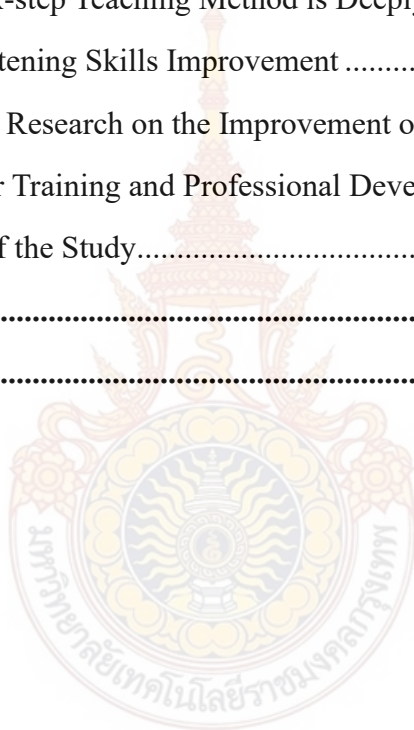 -step Teaching Method is Deeply
tening Skills Improvement ..........
Research on the Improvement o
r Training and Professional Deve
f the Study....................................
..................................................
..................................................
มหาวิทยาลัยเทคโนโลยีราชมงคลกรุงเทพ